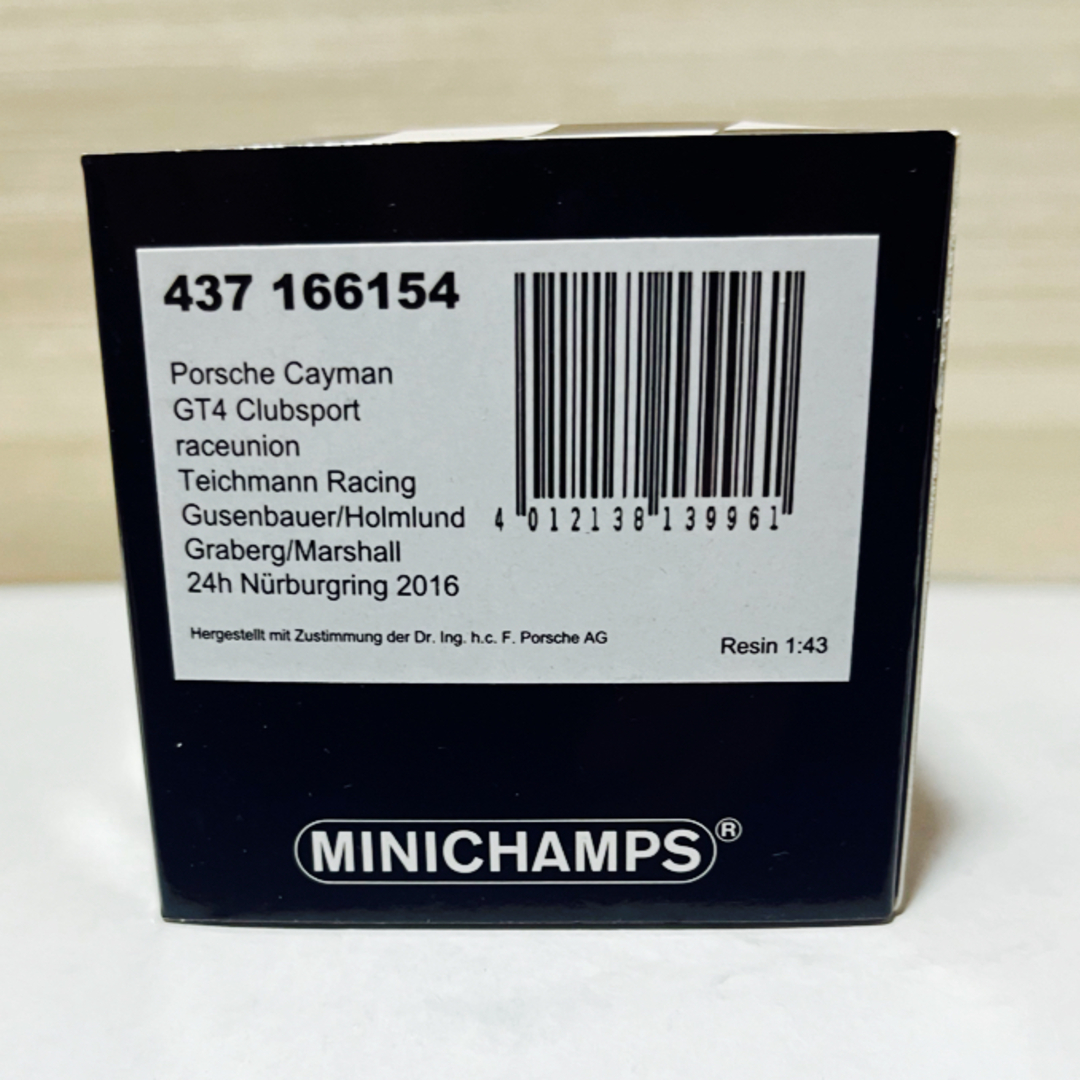 437 166154
Porsche Cayman
GT4 Clubsport
raceunion
Teichmann Racing
Gusenbauer/Holmlund
Graberg/Marshall
24h Nürburgring 2016
4 012138 139961
Hergestellt mit Zustimmung der Dr. Ing. h.c. F. Porsche AG
Resin 1:43
MINICHAMPS®